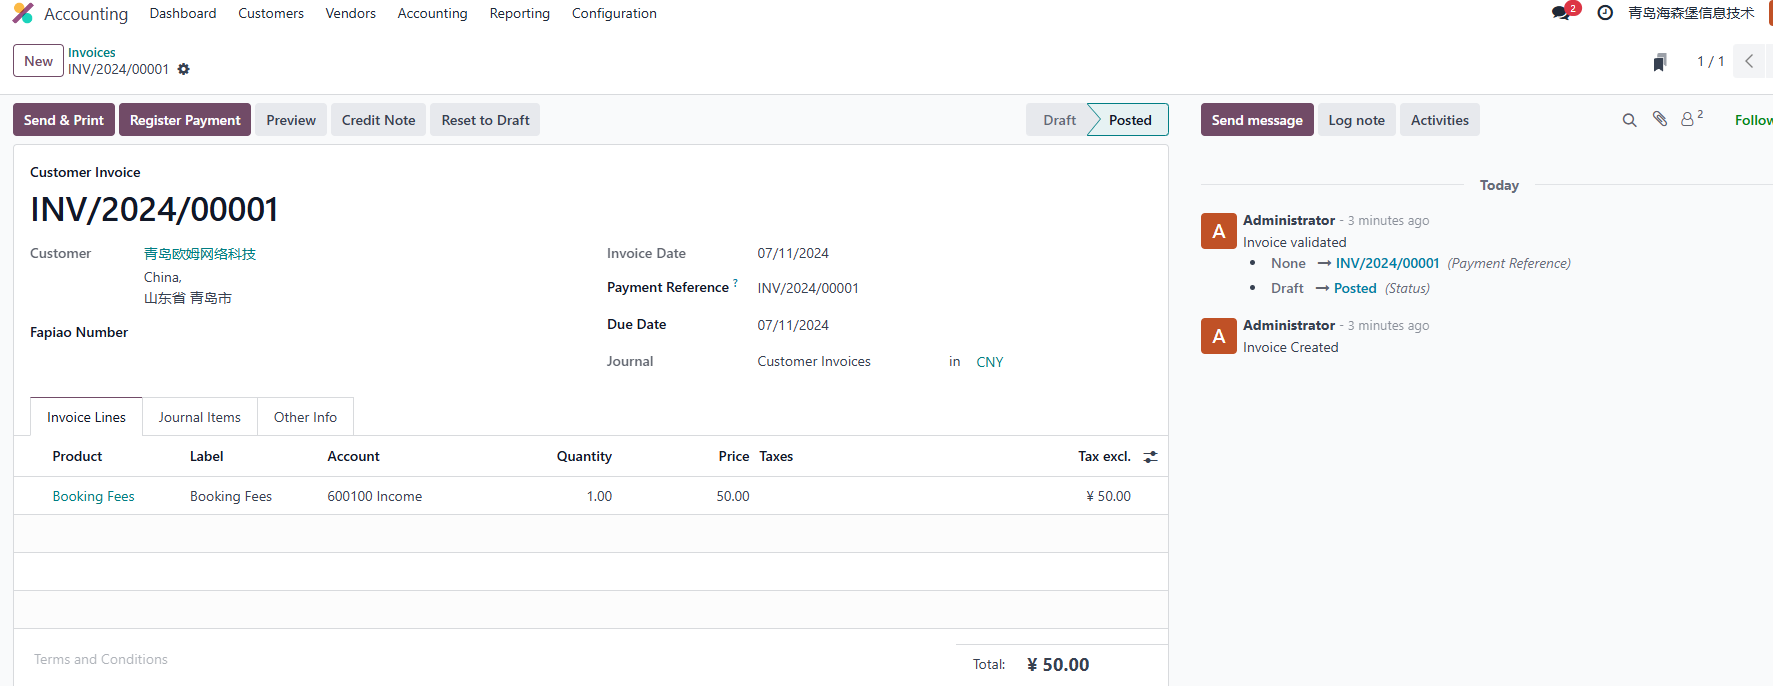 Accounting Dashboard Customers Vendors Accounting Reporting Configuration 2 青岛海森堡信息技术
New Invoices
INV/2024/00001 1 / 1
Send & Print Register Payment Preview Credit Note Reset to Draft Draft Posted Send message Log note Activities 2 Follow
Customer Invoice
INV/2024/00001
Customer 青岛欧姆网络科技
China,
山东省 青岛市
Fapiao Number
Invoice Date 07/11/2024
Payment Reference ? INV/2024/00001
Due Date 07/11/2024
Journal Customer Invoices in CNY
Invoice Lines Journal Items Other Info
Product Label Account Quantity Price Taxes Tax excl.
Booking Fees Booking Fees 600100 Income 1.00 50.00 ¥ 50.00
Terms and Conditions
Total: ¥ 50.00
Today
A Administrator - 3 minutes ago
Invoice validated
• None → INV/2024/00001 (Payment Reference)
• Draft → Posted (Status)
A Administrator - 3 minutes ago
Invoice Created